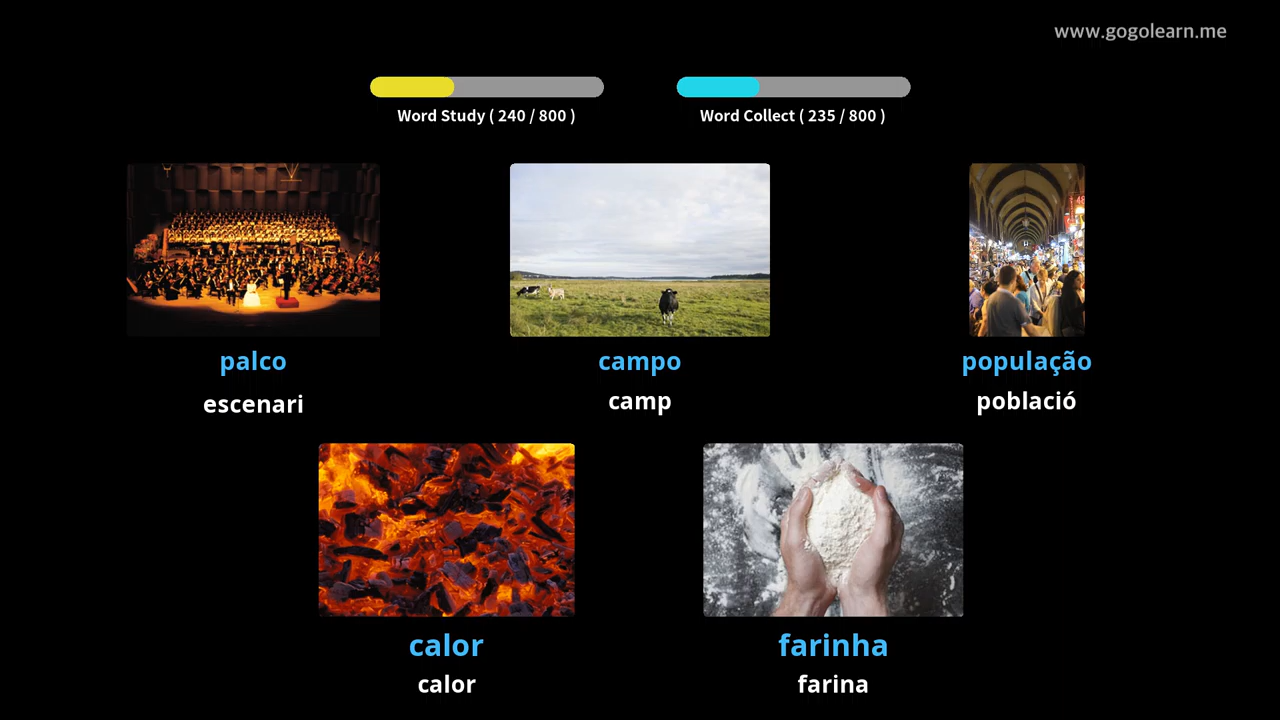 www.gogolearn.me
Word Study ( 240 / 800 )
Word Collect ( 235 / 800 )
palco
escenari
campo
camp
população
població
calor
calor
farinha
farina